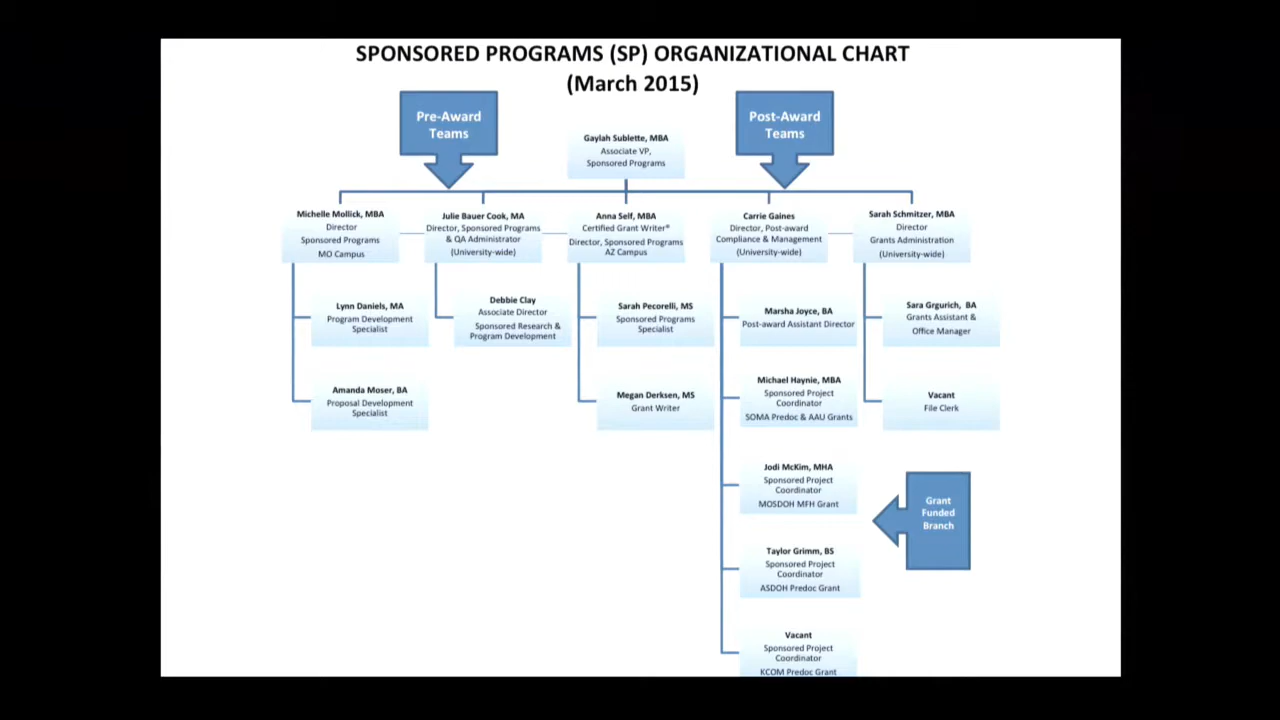 SPONSORED PROGRAMS (SP) ORGANIZATIONAL CHART
(March 2015)
Pre-Award
Teams
Post-Award
Teams
Gaylah Sublette, MBA
Associate VP,
Sponsored Programs
Michelle Mollick, MBA
Director
Sponsored Programs
MO Campus
Julie Bauer Cook, MA
Director, Sponsored Programs
& QA Administrator
(University-wide)
Anna Self, MBA
Certified Grant Writer®
Director, Sponsored Programs
AZ Campus
Carrie Gaines
Director, Post-award
Compliance & Management
(University-wide)
Sarah Schmitzer, MBA
Director
Grants Administration
(University-wide)
Lynn Daniels, MA
Program Development
Specialist
Amanda Moser, BA
Proposal Development
Specialist
Debbie Clay
Associate Director
Sponsored Research &
Program Development
Sarah Pecorelli, MS
Sponsored Programs
Specialist
Megan Derksen, MS
Grant Writer
Marsha Joyce, BA
Post-award Assistant Director
Michael Haynie, MBA
Sponsored Project
Coordinator
SOMA Predoc & AAU Grants
Jodi McKim, MHA
Sponsored Project
Coordinator
MOSDOH MFH Grant
Taylor Grimm, BS
Sponsored Project
Coordinator
ASDOH Predoc Grant
Vacant
Sponsored Project
Coordinator
KCOM Predoc Grant
Sara Grgurich, BA
Grants Assistant &
Office Manager
Vacant
File Clerk
Grant
Funded
Branch